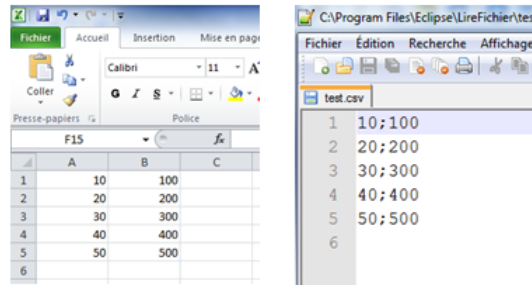 Fichier Accueil Insertion Mise en page
Coller
Calibri 11 A
G I S
Presse-papiers Police
F15 fx
A B C
1 10 100
2 20 200
3 30 300
4 40 400
5 50 500
6
C:\Program Files\Eclipse\LireFichier\tes
Fichier Édition Recherche Affichage
test.csv
1 10;100
2 20;200
3 30;300
4 40;400
5 50;500
6